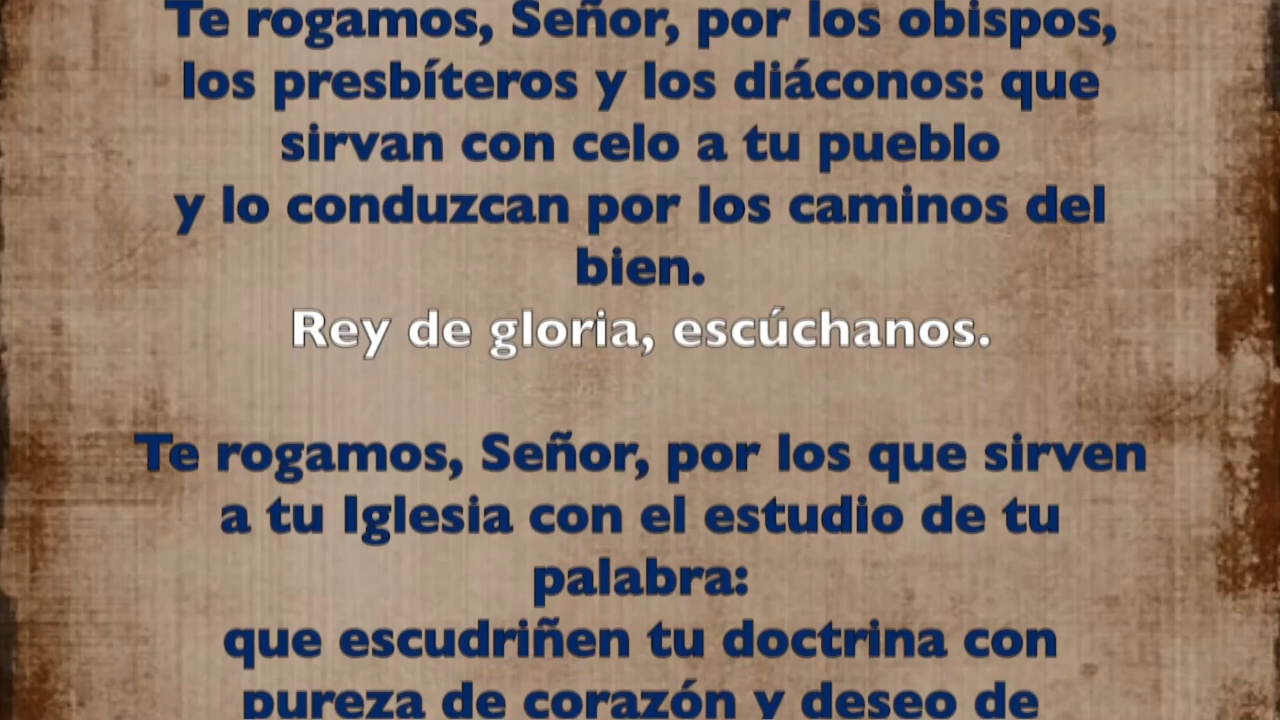 Te rogamos, Señor, por los obispos,
los presbíteros y los diáconos: que
sirvan con celo a tu pueblo
y lo conduzcan por los caminos del
bien.
Rey de gloria, escúchanos.
Te rogamos, Señor, por los que sirven
a tu Iglesia con el estudio de tu
palabra:
que escudriñen tu doctrina con
pureza de corazón y deseo de